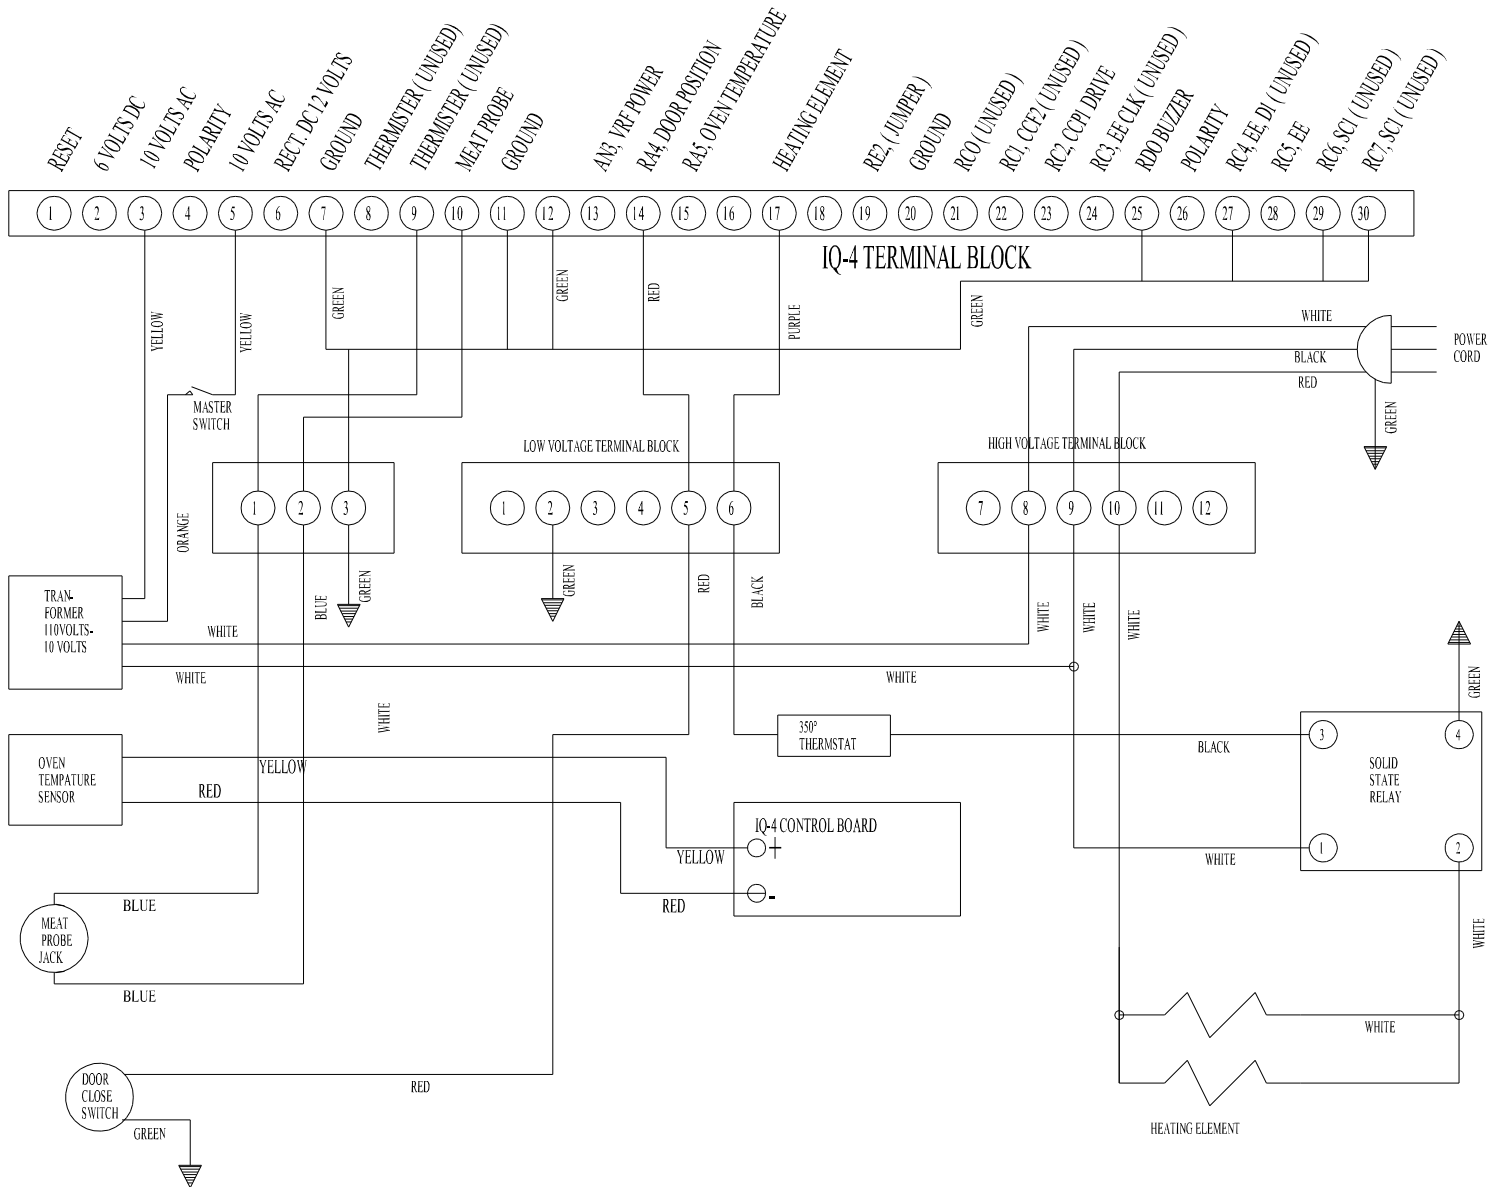 RESET
6 VOLTS DC
10 VOLTS AC
POLARITY
10 VOLTS AC
RECT. DC 12 VOLTS
GROUND
THERMISTER ( UNUSED)
THERMISTER ( UNUSED)
MEAT PROBE
GROUND
AN3, VRF POWER
RA4, DOOR POSITION
RA5, OVEN TEMPERATURE
HEATING ELEMENT
RE2, ( JUMPER )
GROUND
RCO ( UNUSED )
RC1, CCF2 ( UNUSED )
RC2, CCP1 DRIVE
RC3, EE CLK ( UNUSED )
RDO BUZZER
POLARITY
RC4, EE, D1 ( UNUSED )
RC5, EE
RC6, SC1 ( UNUSED )
RC7, SC1 ( UNUSED )
1 2 3 4 5 6 7 8 9 10 11 12 13 14 15 16 17 18 19 20 21 22 23 24 25 26 27 28 29 30
IQ-4 TERMINAL BLOCK
YELLOW
YELLOW
GREEN
GREEN
RED
PURPLE
GREEN
WHITE
BLACK
RED
POWER
CORD
GREEN
MASTER
SWITCH
LOW VOLTAGE TERMINAL BLOCK
HIGH VOLTAGE TERMINAL BLOCK
1 2 3
1 2 3 4 5 6
7 8 9 10 11 12
ORANGE
BLUE
GREEN
GREEN
RED
BLACK
WHITE
WHITE
WHITE
TRAN-
FORMER
110VOLTS-
10 VOLTS
WHITE
WHITE
WHITE
WHITE
GREEN
350°
THERMSTAT
BLACK
3
4
SOLID
STATE
RELAY
1
2
WHITE
WHITE
OVEN
TEMPATURE
SENSOR
YELLOW
RED
IQ-4 CONTROL BOARD
+
YELLOW
-
RED
MEAT
PROBE
JACK
BLUE
BLUE
WHITE
HEATING ELEMENT
DOOR
CLOSE
SWITCH
RED
GREEN